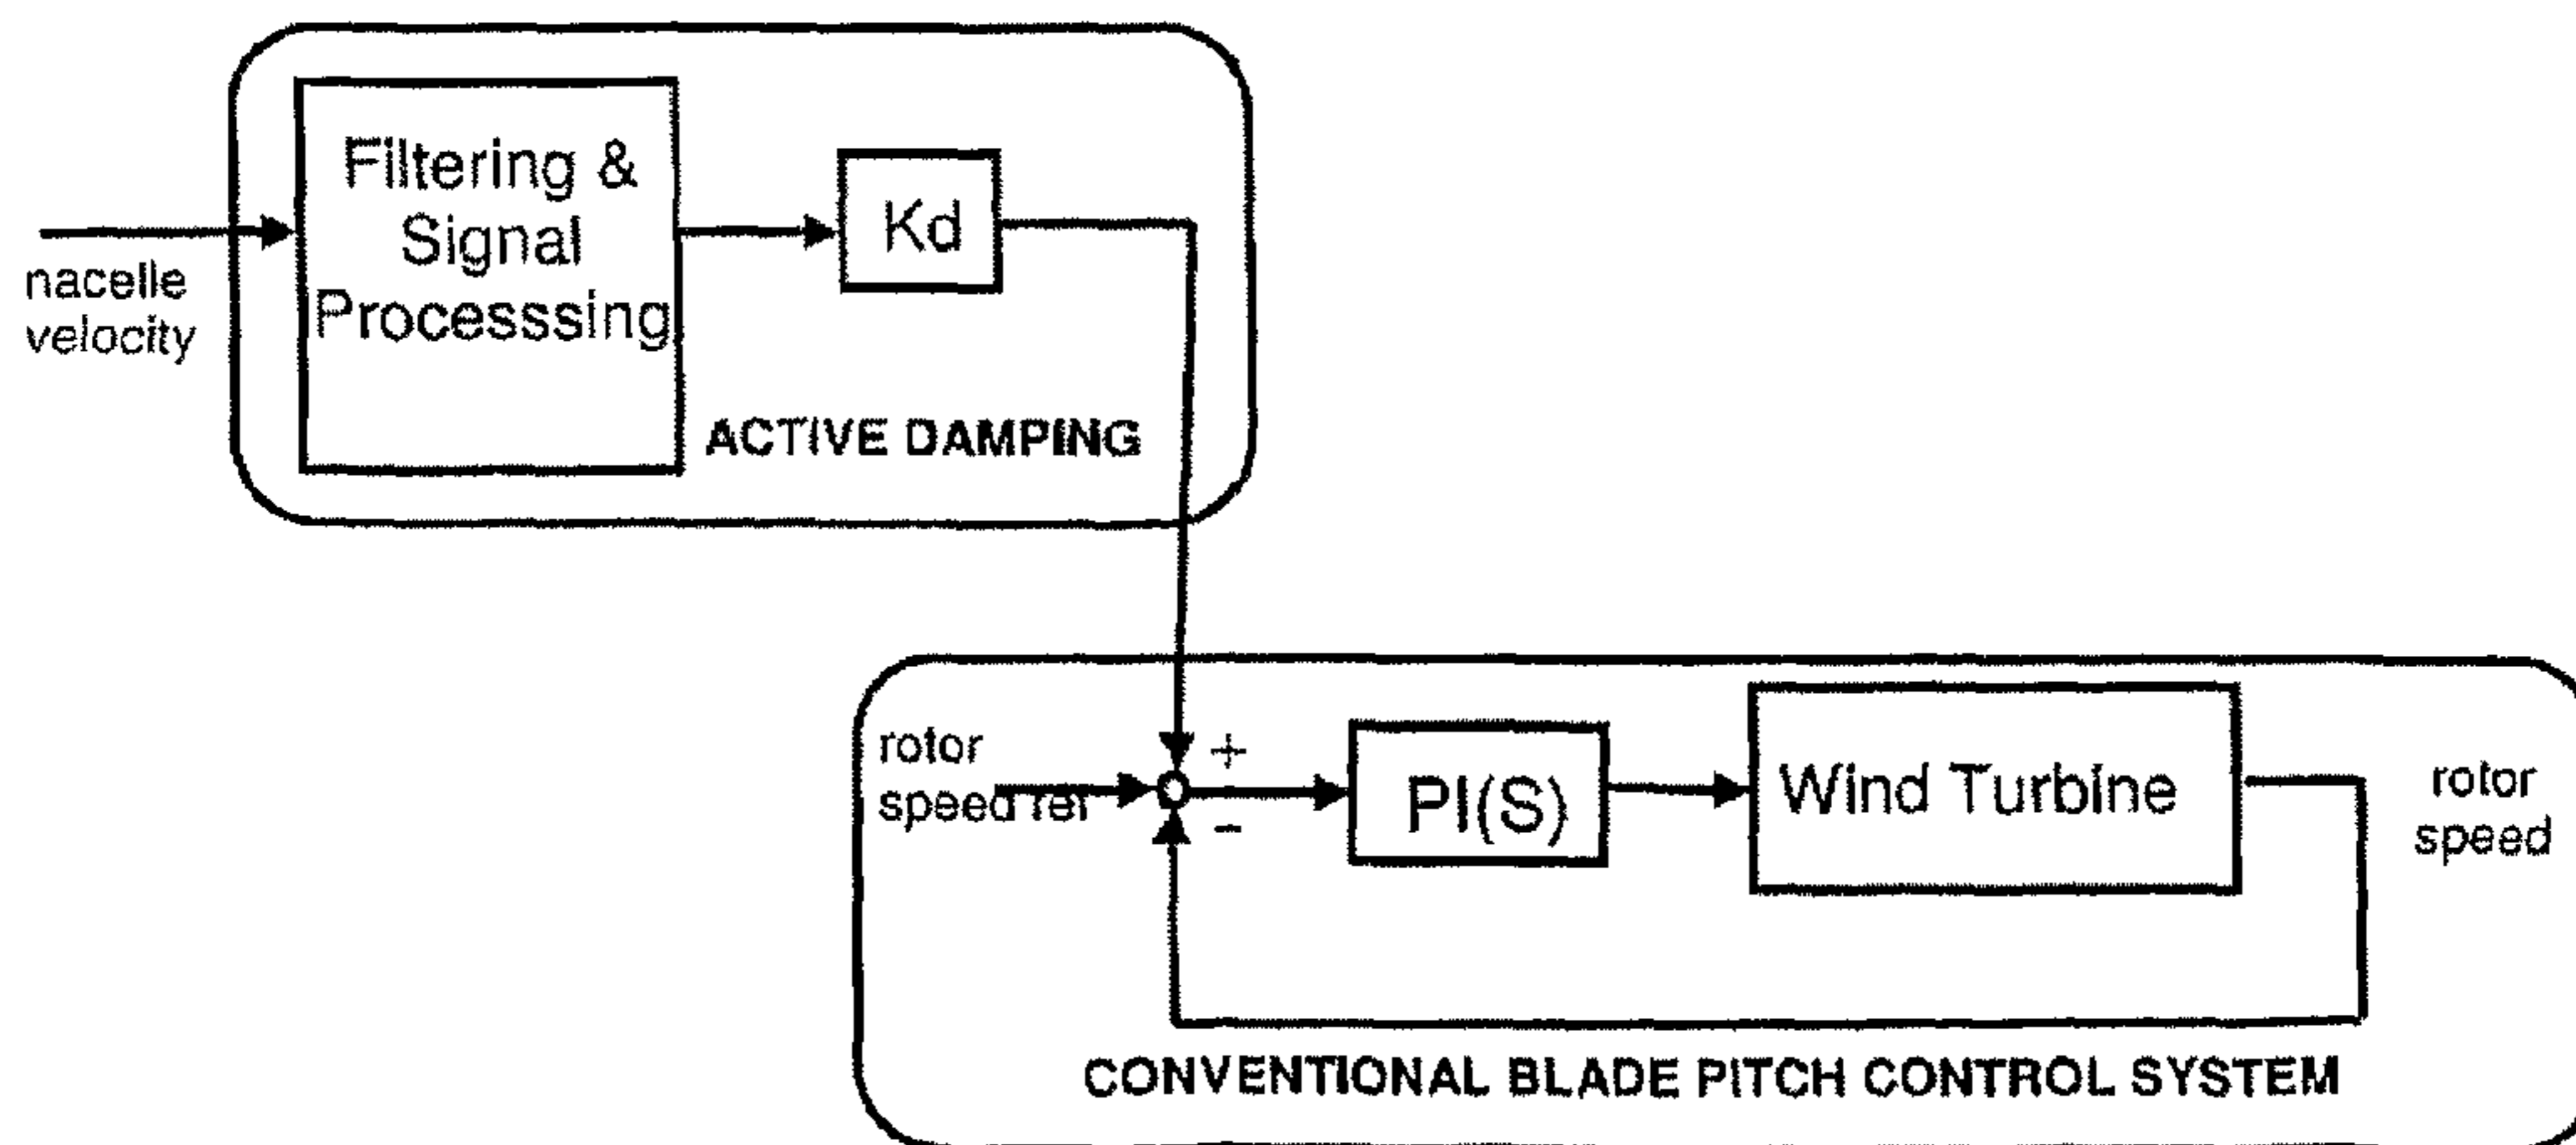 Filtering &
Signal
Processsing
Kd
nacelle
velocity
ACTIVE DAMPING
rotor
speed ref
+
-
PI(S)
Wind Turbine
rotor
speed
CONVENTIONAL BLADE PITCH CONTROL SYSTEM